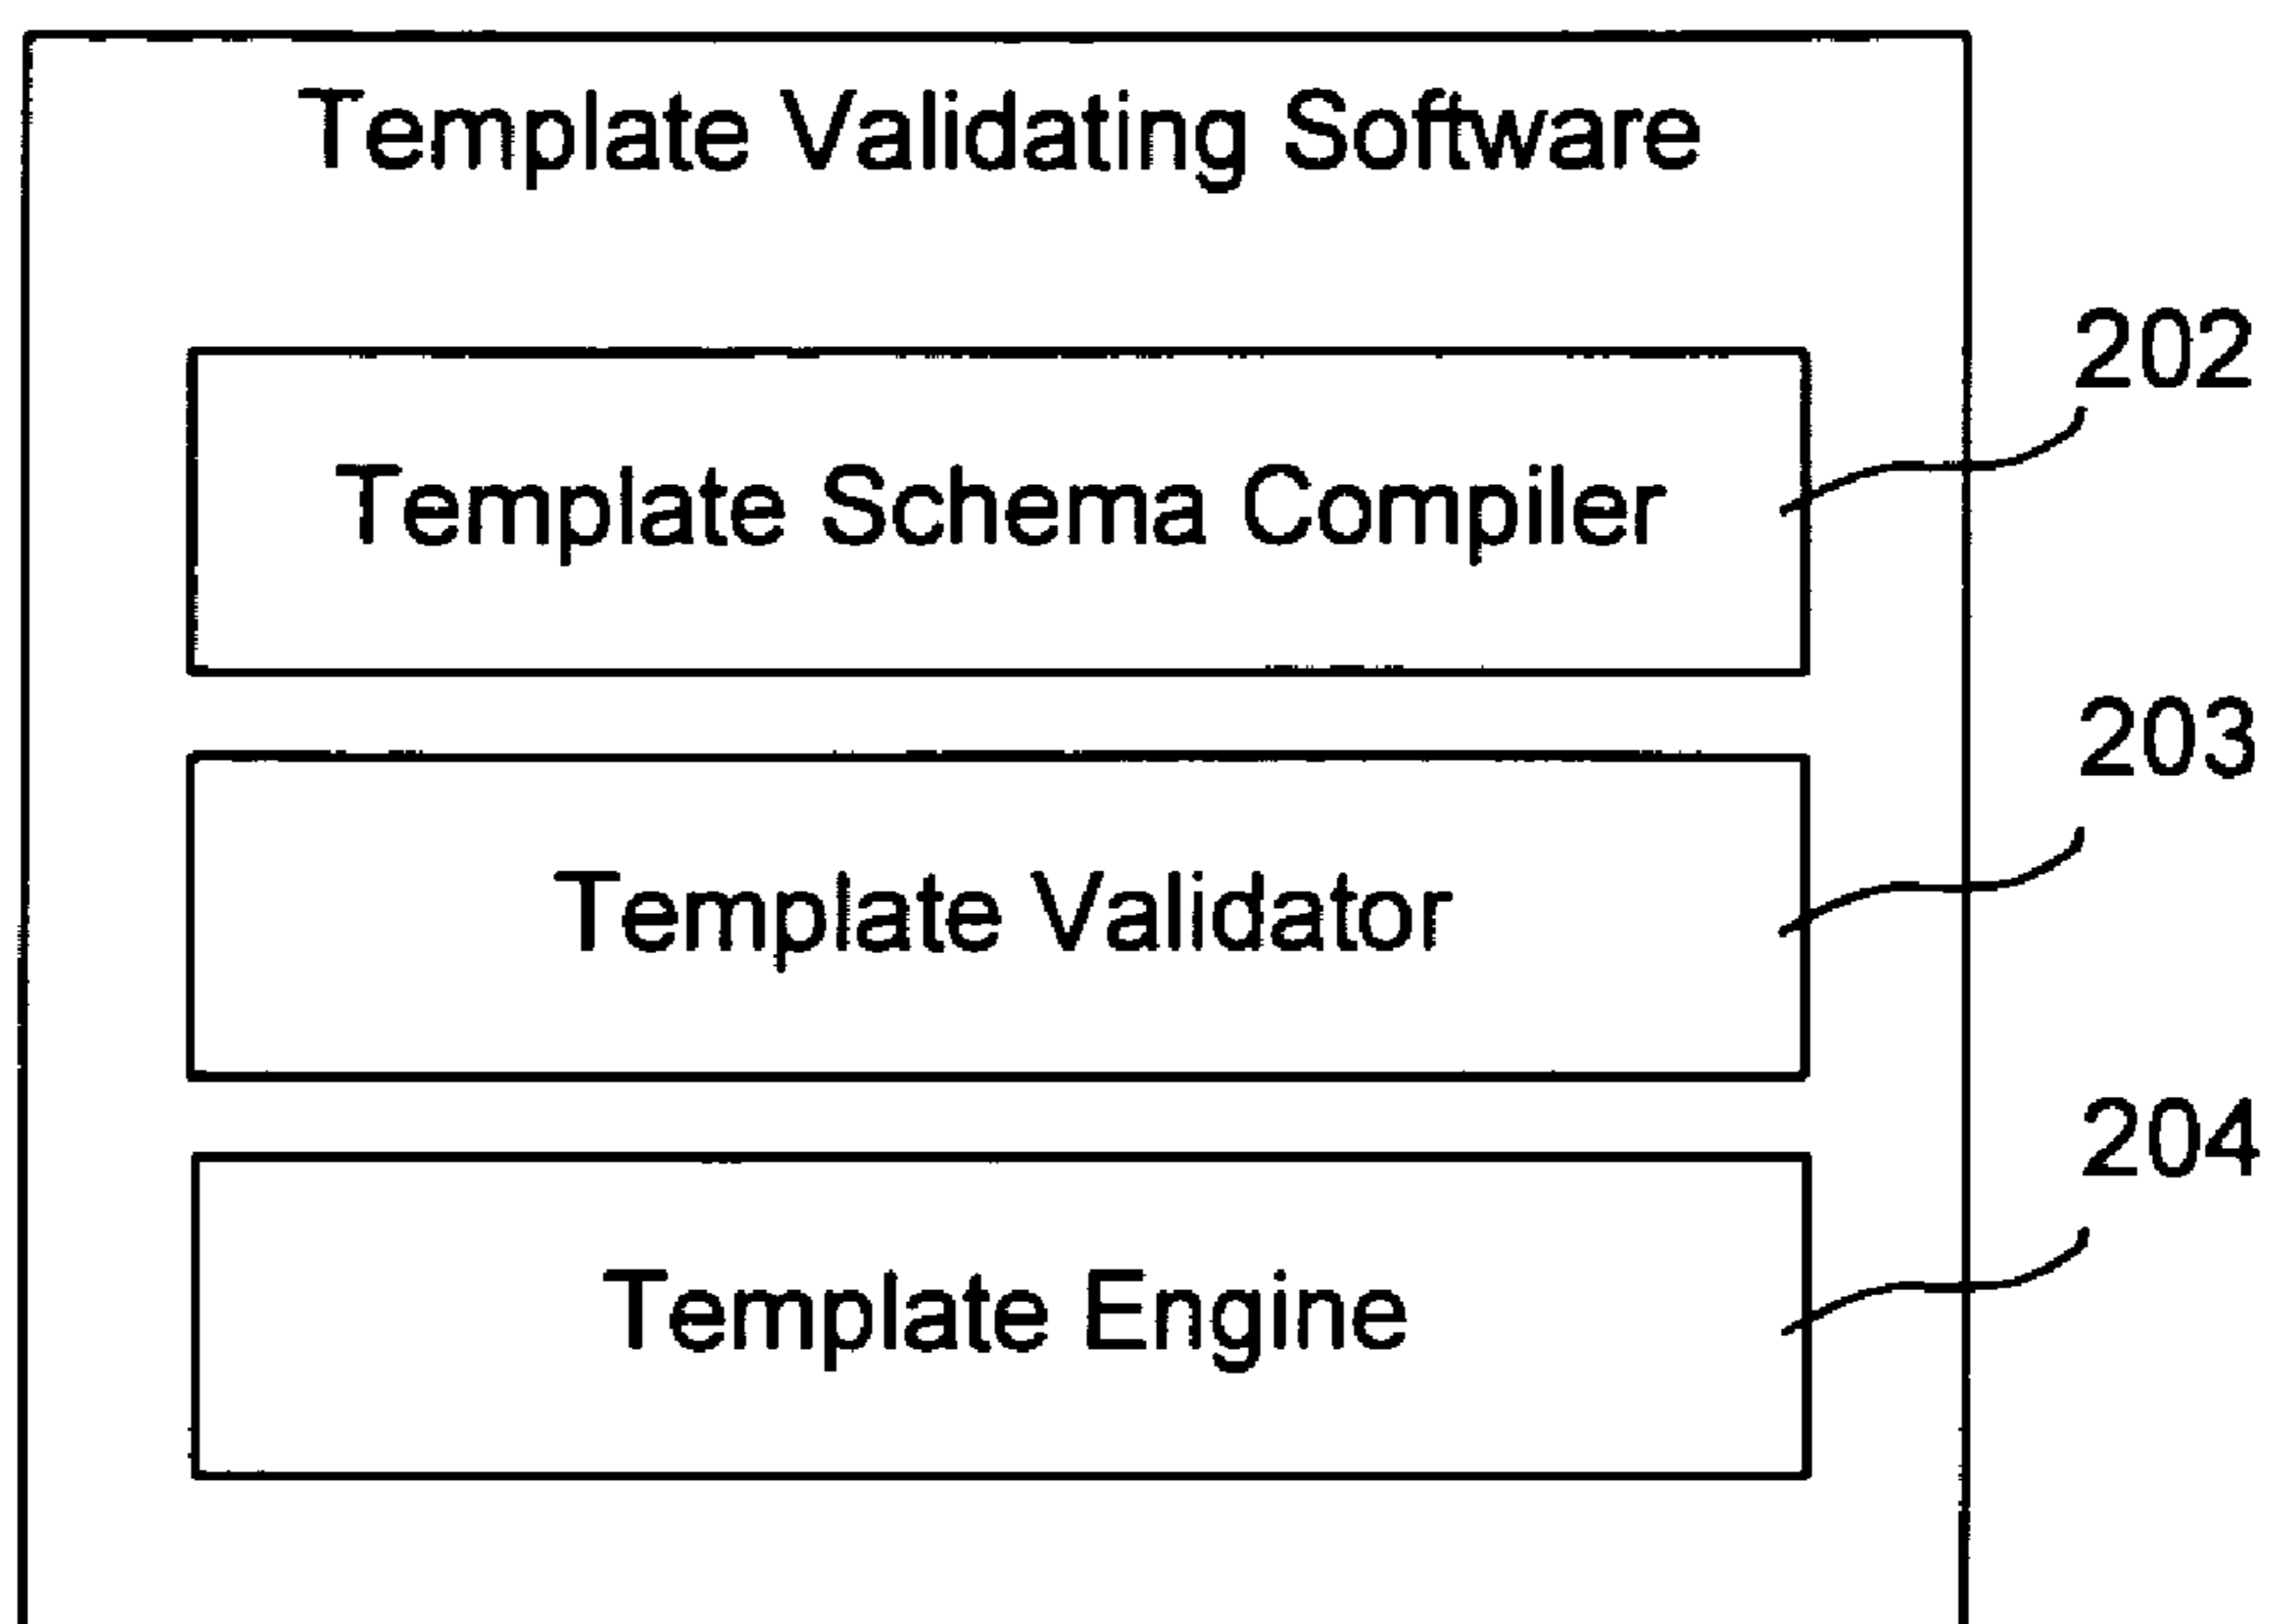 Template Validating Software
202
Template Schema Compiler
203
Template Validator
204
Template Engine